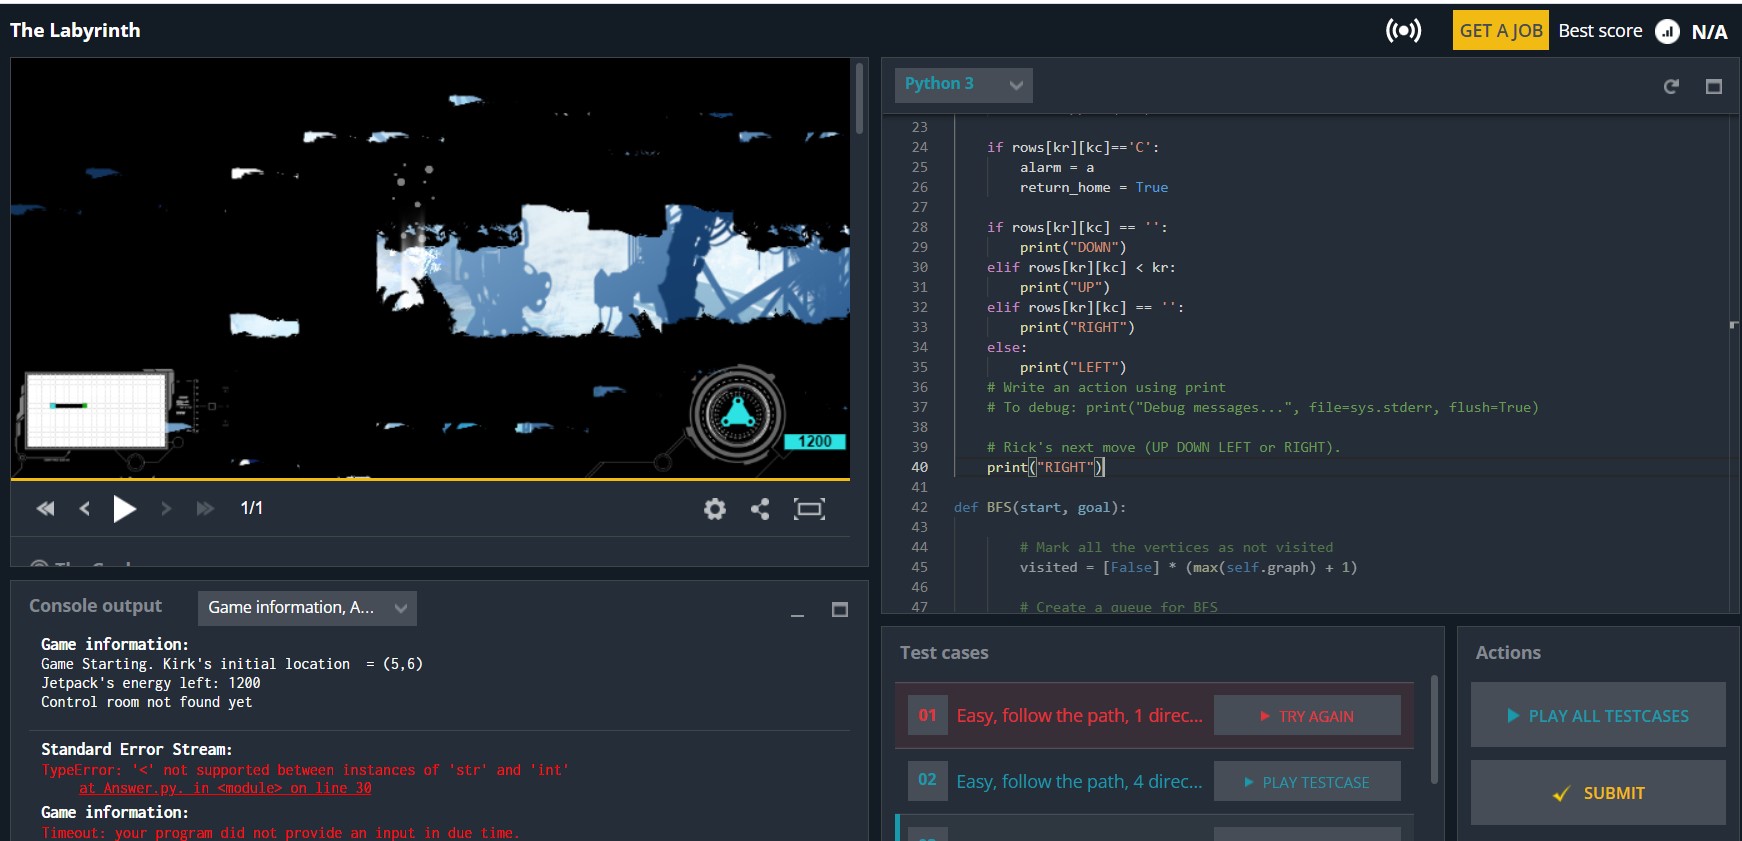 The Labyrinth
GET A JOB
Best score
N/A
1200
1/1
Console output
Game information, A...
Game information:
Game Starting. Kirk's initial location  = (5,6)
Jetpack's energy left: 1200
Control room not found yet
Standard Error Stream:
TypeError: '<' not supported between instances of 'str' and 'int'
at Answer.py. in <module> on line 30
Game information:
Timeout: your program did not provide an input in due time.
Python 3
23
24 if rows[kr][kc]=='C':
25 alarm = a
26 return_home = True
27
28 if rows[kr][kc] == '':
29 print("DOWN")
30 elif rows[kr][kc] < kr:
31 print("UP")
32 elif rows[kr][kc] == '':
33 print("RIGHT")
34 else:
35 print("LEFT")
36 # Write an action using print
37 # To debug: print("Debug messages...", file=sys.stderr, flush=True)
38
39 # Rick's next move (UP DOWN LEFT or RIGHT).
40 print("RIGHT")
41
42 def BFS(start, goal):
43
44 # Mark all the vertices as not visited
45 visited = [False] * (max(self.graph) + 1)
46
47 # Create a queue for BFS
Test cases
01 Easy, follow the path, 1 direc... TRY AGAIN
02 Easy, follow the path, 4 direc... PLAY TESTCASE
Actions
PLAY ALL TESTCASES
SUBMIT